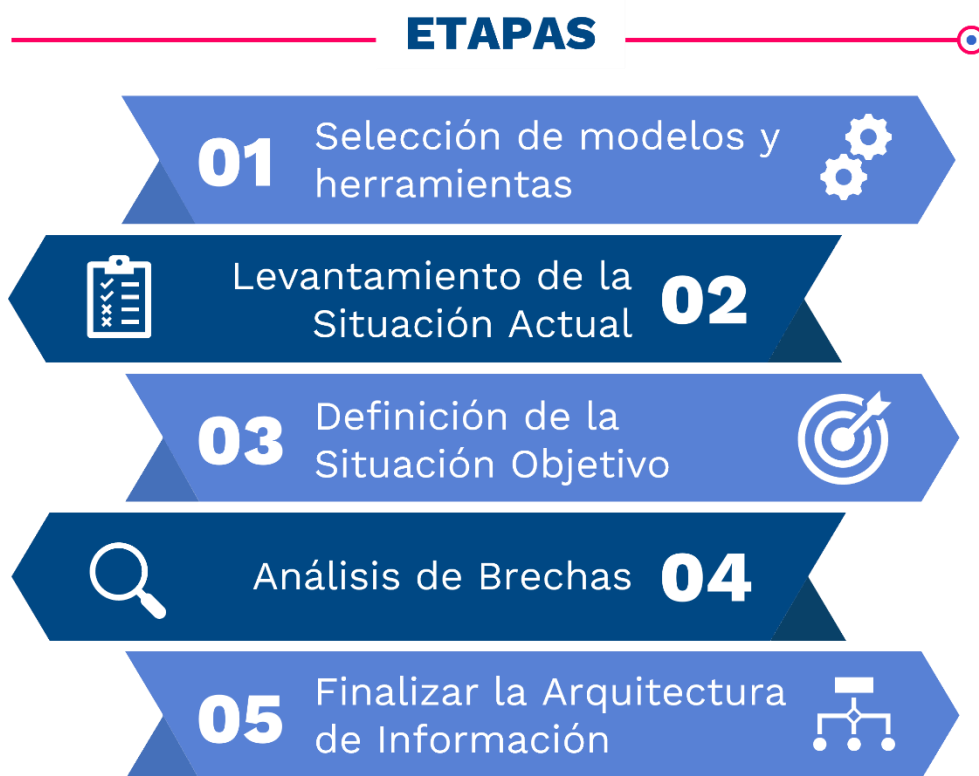 ETAPAS
01
Selección de modelos y
herramientas
Levantamiento de la
Situación Actual
02
03
Definición de la
Situación Objetivo
Análisis de Brechas
04
05
Finalizar la Arquitectura
de Información